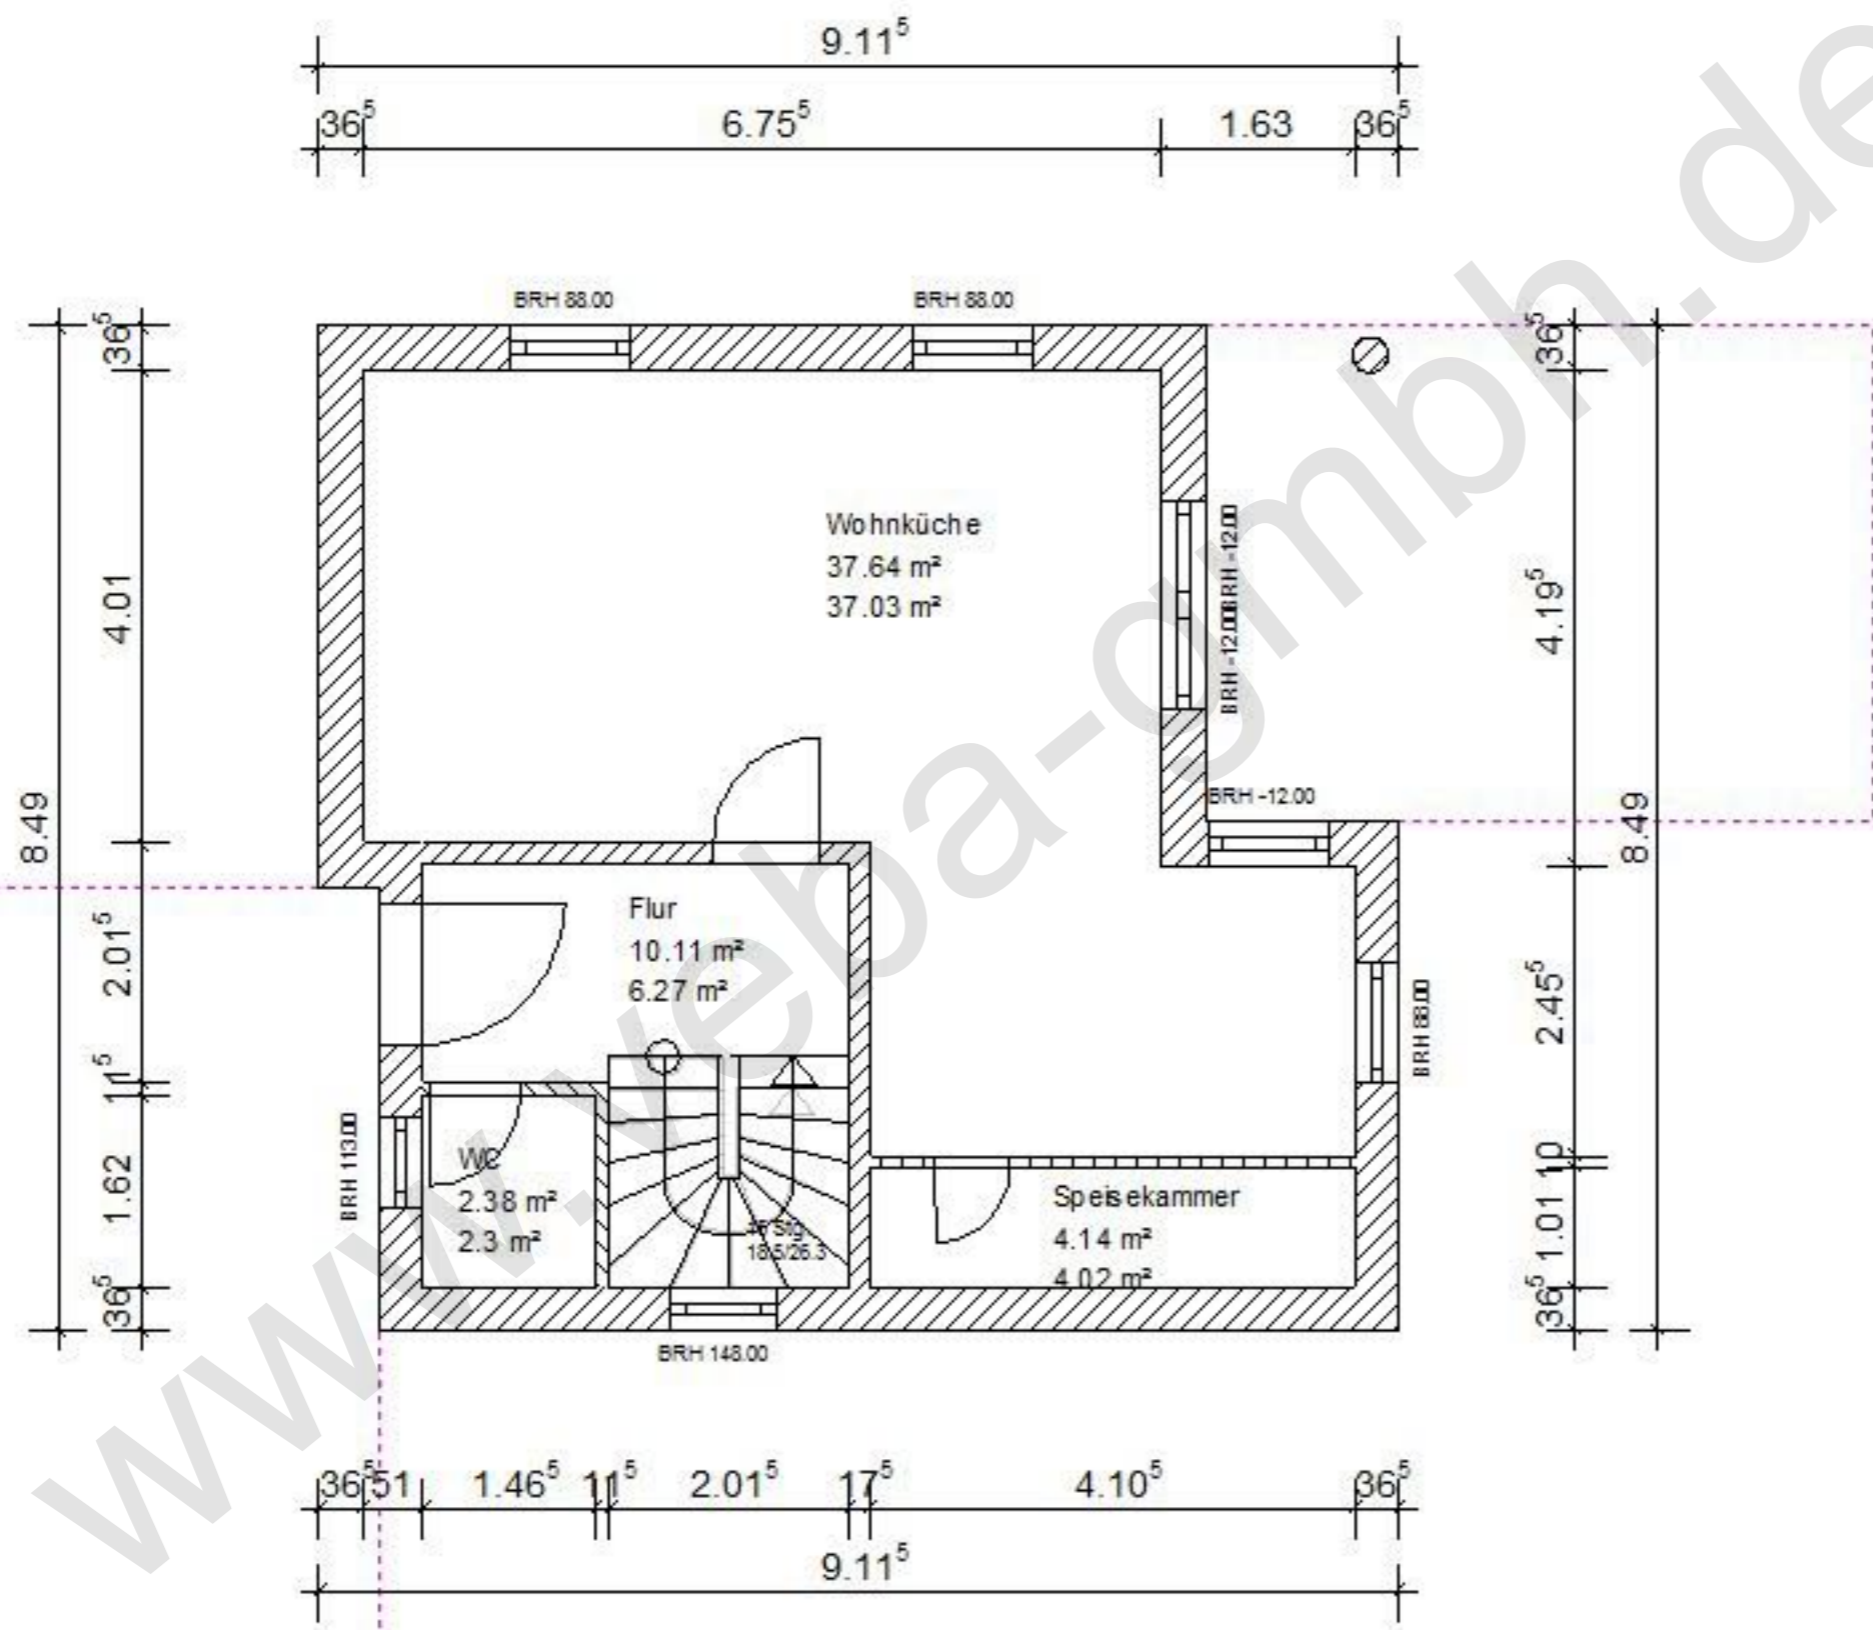 9.11⁵
36⁵ 6.75⁵ 1.63 36⁵
BRH 88.00 BRH 88.00
36⁵
4.01
2.01⁵
11⁵
1.62
36⁵
8.49
Wohnküche
37.64 m²
37.03 m²
BRH -12.00
BRH -12.00
BRH -12.00
Flur
10.11 m²
6.27 m²
BRH 113.00
WC
2.38 m²
2.3 m²
18.5/26.3
Speisekammer
4.14 m²
4.02 m²
BRH 88.00
BRH 148.00
36⁵
4.19⁵
2.45⁵
10
1.01
36⁵
8.49
36⁵ 51 1.46⁵ 11⁵ 2.01⁵ 17⁵ 4.10⁵ 36⁵
9.11⁵
www.veba-gmbh.de